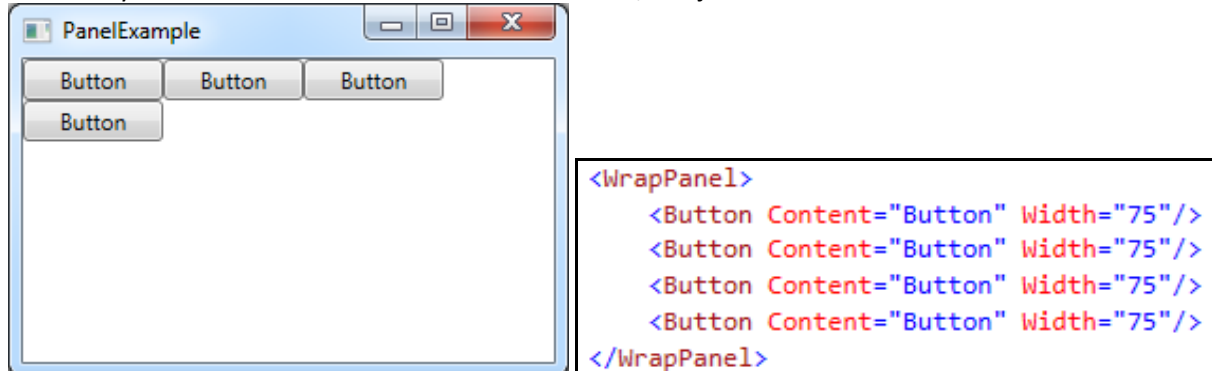 PanelExample
Button Button Button
Button
<WrapPanel>
    <Button Content="Button" Width="75"/>
    <Button Content="Button" Width="75"/>
    <Button Content="Button" Width="75"/>
    <Button Content="Button" Width="75"/>
</WrapPanel>